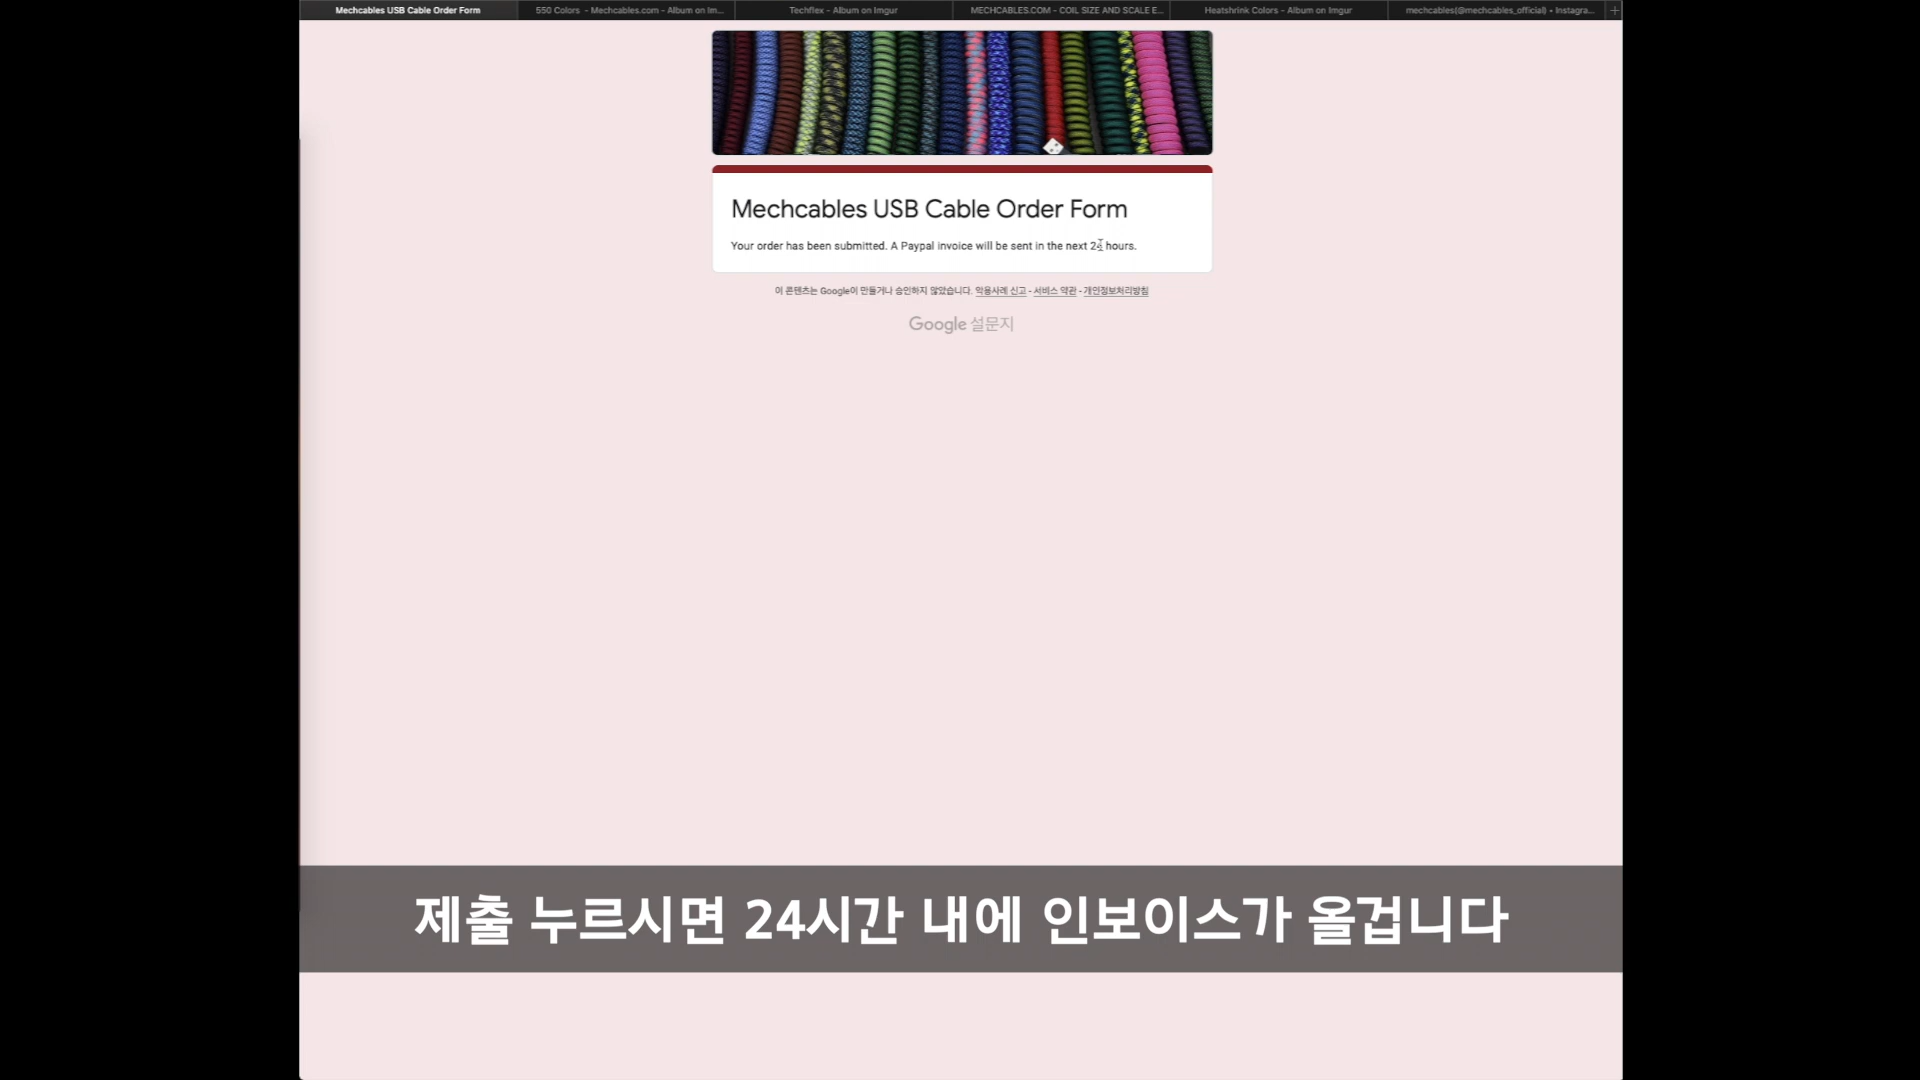 Mechcables USB Cable Order Form
550 Colors - Mechcables.com - Album on Im...
Techflex - Album on Imgur
MECHCABLES.COM - COIL SIZE AND SCALE E...
Heatshrink Colors - Album on Imgur
mechcables(@mechcables_official) • Instagra...
Mechcables USB Cable Order Form
Your order has been submitted. A Paypal invoice will be sent in the next 24 hours.
이 콘텐츠는 Google이 만들거나 승인하지 않았습니다. 악용사례 신고 - 서비스 약관 - 개인정보처리방침
Google 설문지
제출 누르시면 24시간 내에 인보이스가 올겁니다